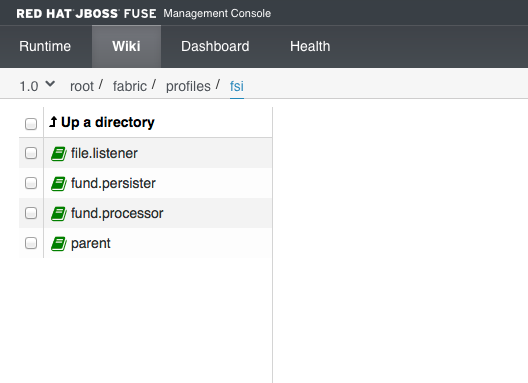 RED HAT JBOSS FUSE Management Console
Runtime Wiki Dashboard Health
1.0 root / fabric / profiles / fsi
Up a directory
file.listener
fund.persister
fund.processor
parent